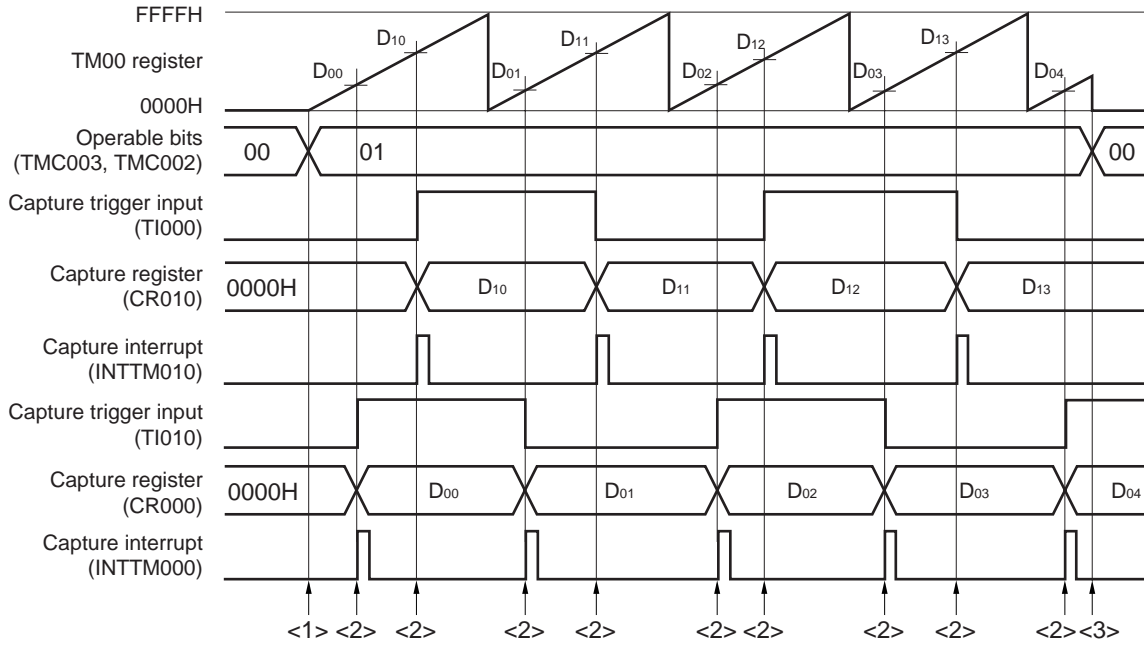 FFFFH
TM00 register
0000H
D00 D10 D01 D11 D02 D12 D03 D13 D04
Operable bits
(TMC003, TMC002)
00 01 00
Capture trigger input
(TI000)
Capture register
(CR010)
0000H D10 D11 D12 D13
Capture interrupt
(INTTM010)
Capture trigger input
(TI010)
Capture register
(CR000)
0000H D00 D01 D02 D03 D04
Capture interrupt
(INTTM000)
<1> <2> <2> <2> <2> <2> <2> <2> <2> <2> <3>